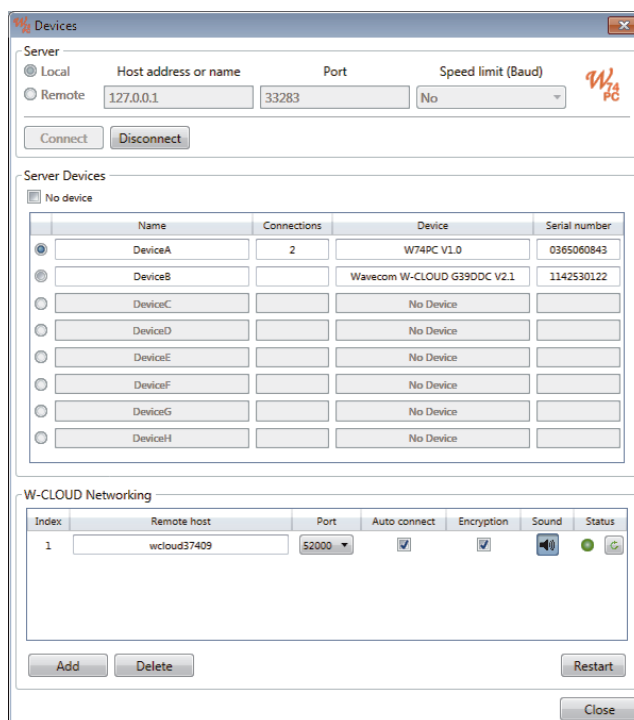 W74 Devices
Server
Local Host address or name Port Speed limit (Baud)
Remote 127.0.0.1 33283 No
W74 PC
Connect Disconnect
Server Devices
No device
Name Connections Device Serial number
DeviceA 2 W74PC V1.0 0365060843
DeviceB Wavecom W-CLOUD G39DDC V2.1 1142530122
DeviceC No Device
DeviceD No Device
DeviceE No Device
DeviceF No Device
DeviceG No Device
DeviceH No Device
W-CLOUD Networking
Index Remote host Port Auto connect Encryption Sound Status
1 wcloud37409 52000
Add Delete Restart
Close